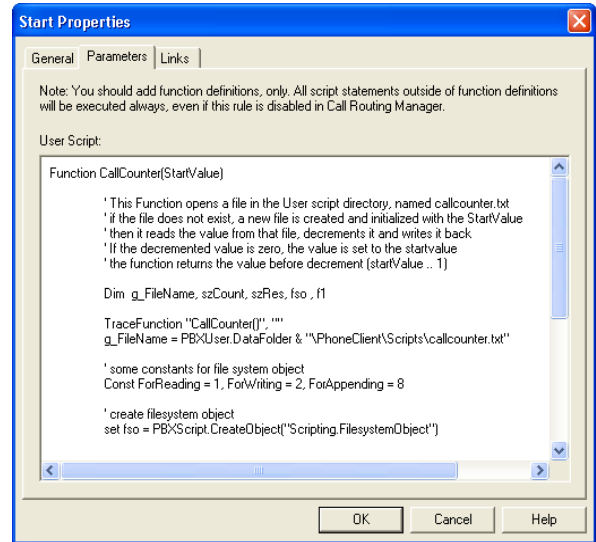 Start Properties
General Parameters Links
Note: You should add function definitions, only. All script statements outside of function definitions
will be executed always, even if this rule is disabled in Call Routing Manager.
User Script:
Function CallCounter(StartValue)
' This Function opens a file in the User script directory, named callcounter.txt
' if the file does not exist, a new file is created and initialized with the StartValue
' then it reads the value from that file, decrements it and writes it back
' If the decremented value is zero, the value is set to the startvalue
' the function returns the value before decrement (startValue .. 1)
Dim g_FileName, szCount, szRes, fso , f1
TraceFunction "CallCounter()", ""
g_FileName = PBXUser.DataFolder & "\PhoneClient\Scripts\callcounter.txt"
' some constants for file system object
Const ForReading = 1, ForWriting = 2, ForAppending = 8
' create filesystem object
set fso = PBXScript.CreateObject("Scripting.FilesystemObject")
OK Cancel Help